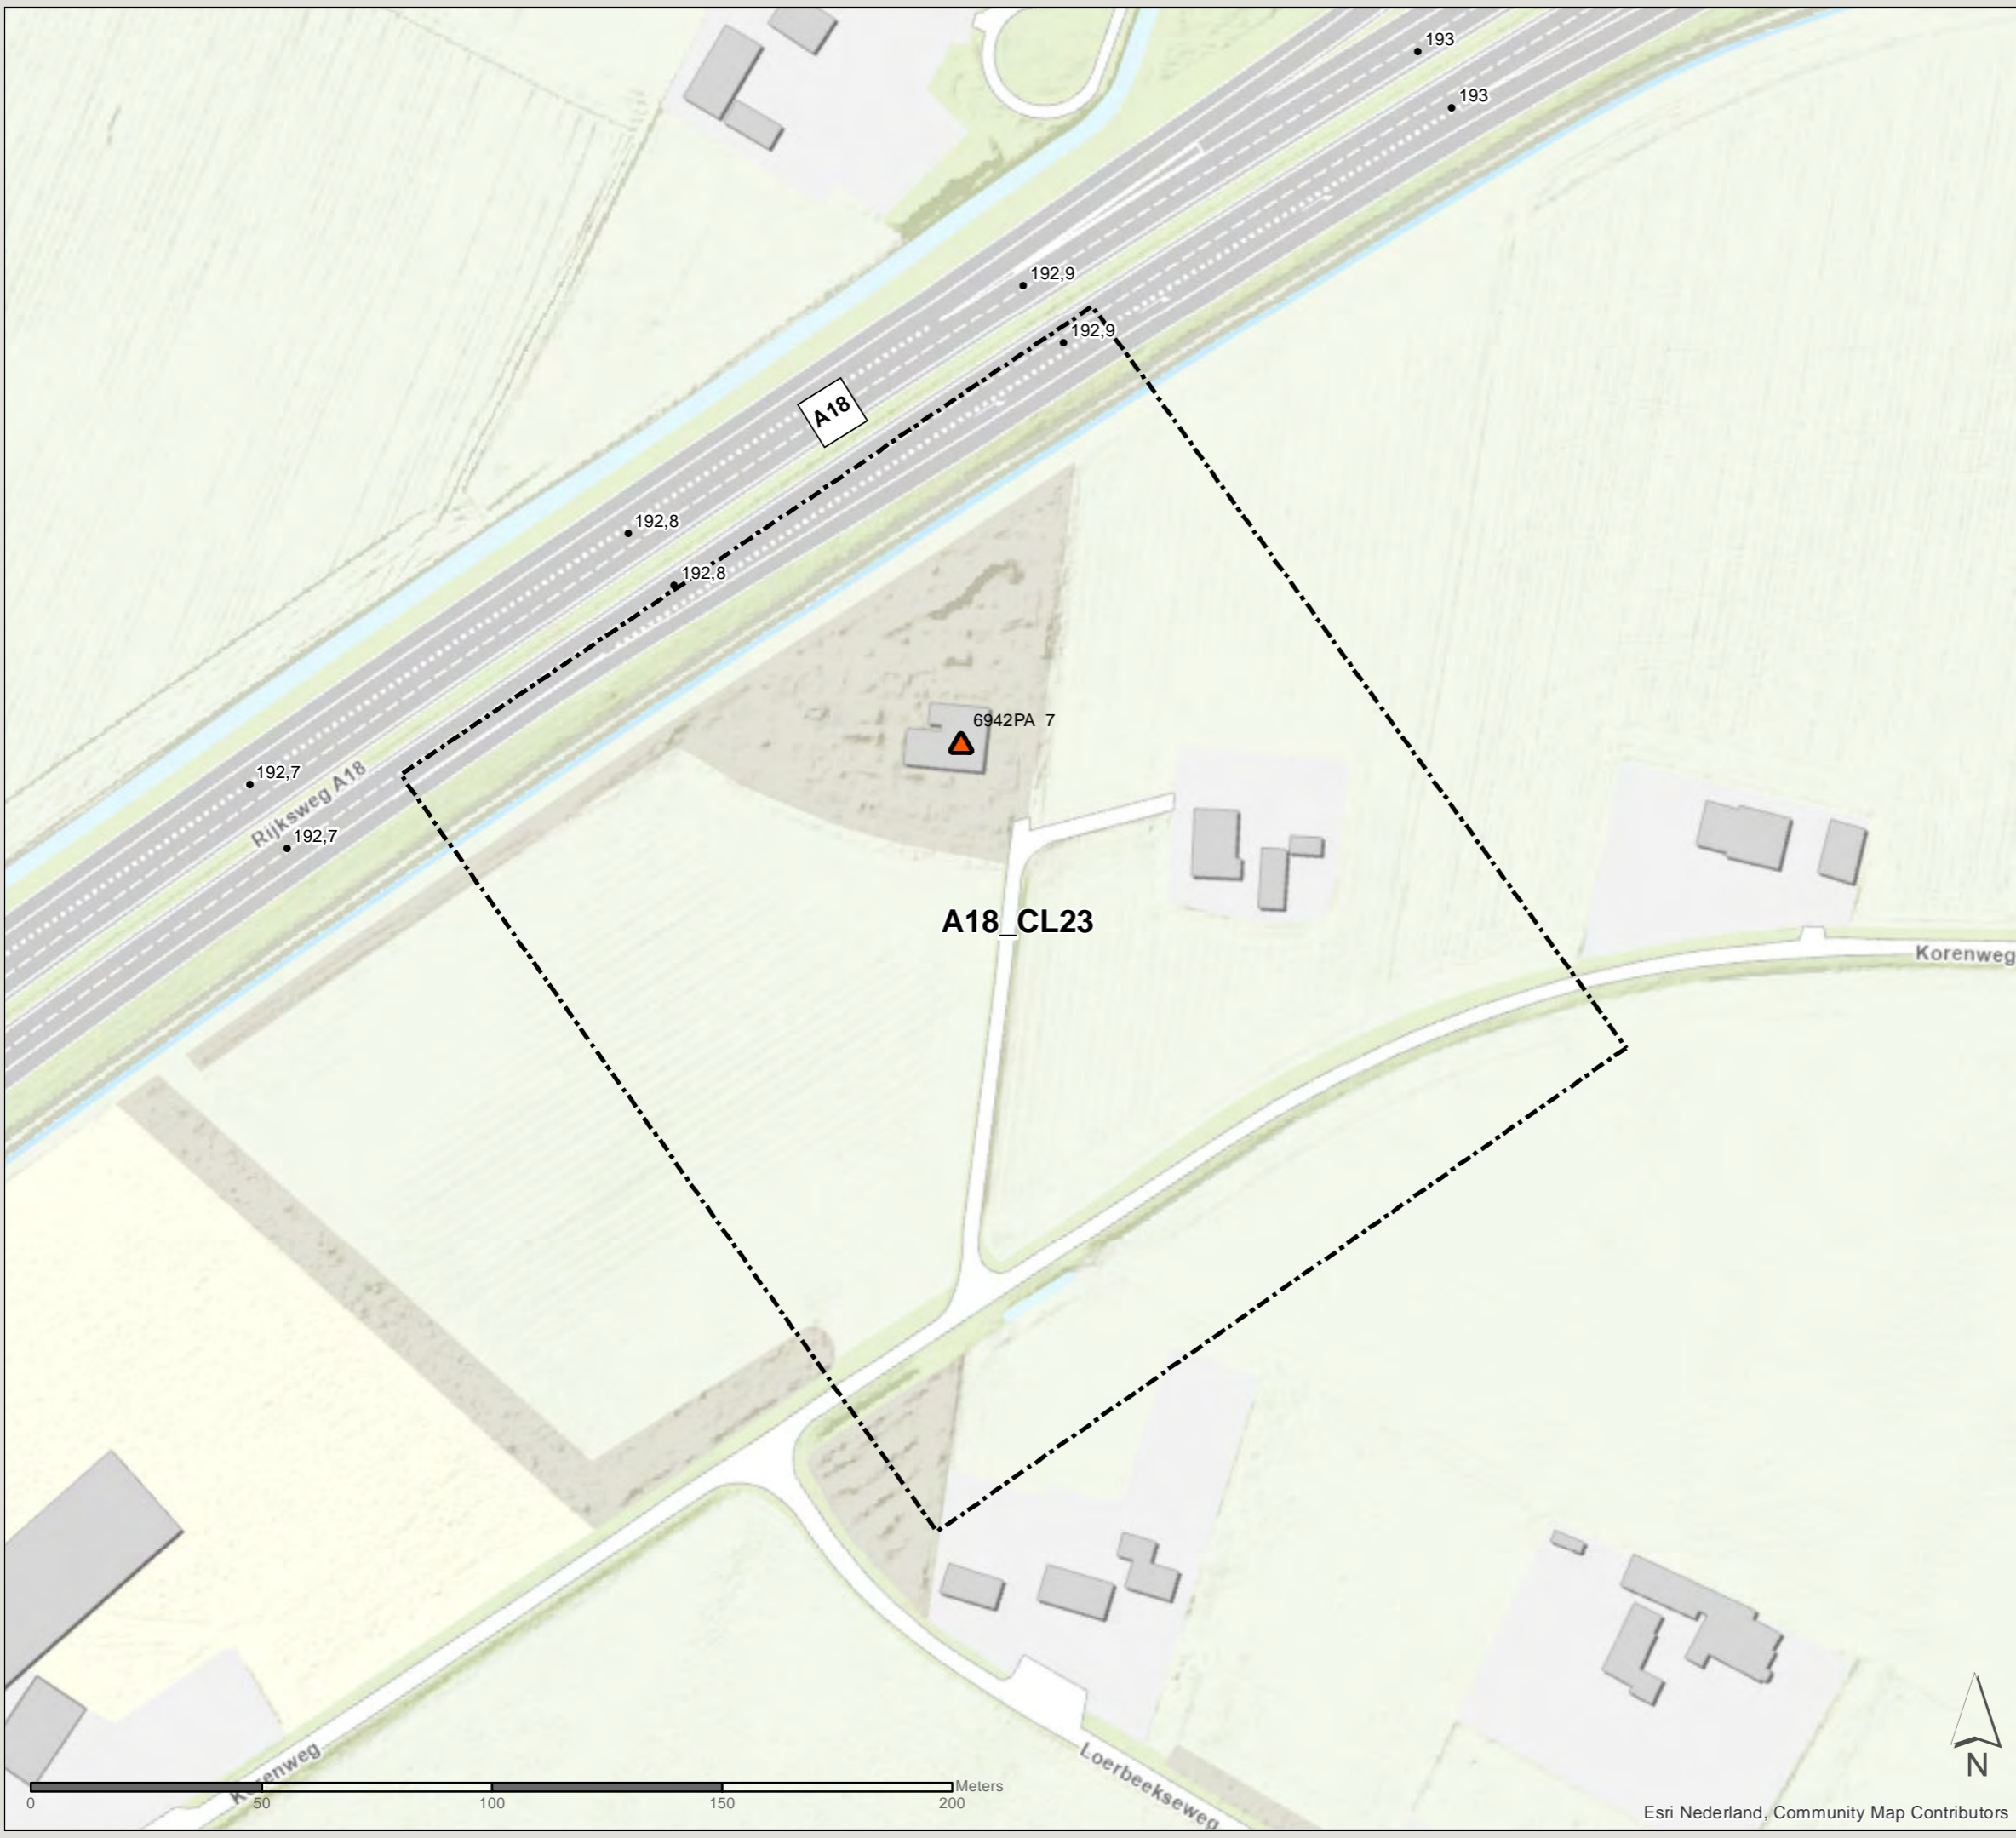 193
193
192,9
192,9
A18
192,8
192,8
6942PA 7
192,7
Rijksweg A18
192,7
A18_CL23
Korenweg
Korenweg
Loerbeekseweg
N
Meters
0 50 100 150 200
Esri Nederland, Community Map Contributors